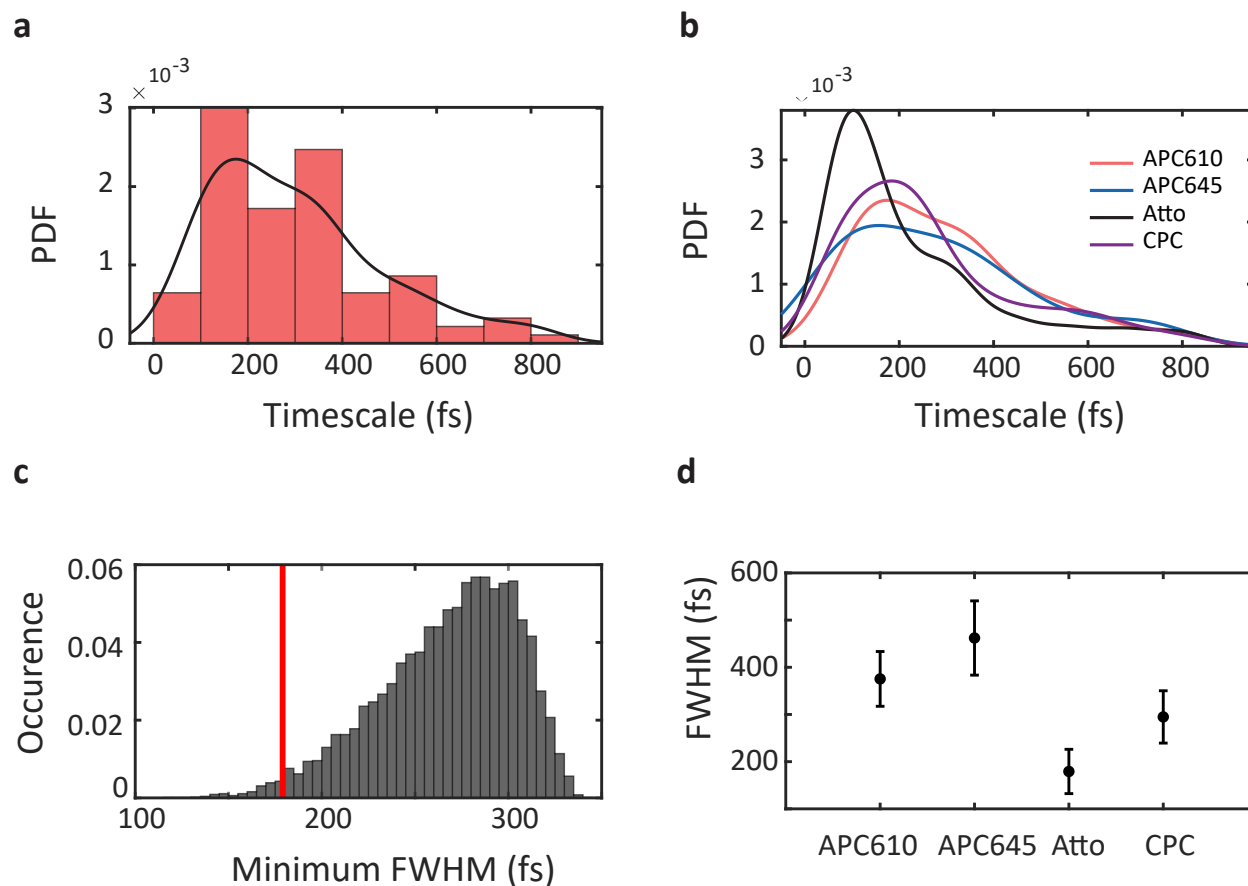 a
× 10⁻³
3
2
1
0
PDF
0 200 400 600 800
Timescale (fs)
b
10⁻³
3
2
1
0
PDF
APC610
APC645
Atto
CPC
0 200 400 600 800
Timescale (fs)
c
0.06
0.04
0.02
0
Occurence
100 200 300
Minimum FWHM (fs)
d
600
400
200
FWHM (fs)
APC610 APC645 Atto CPC